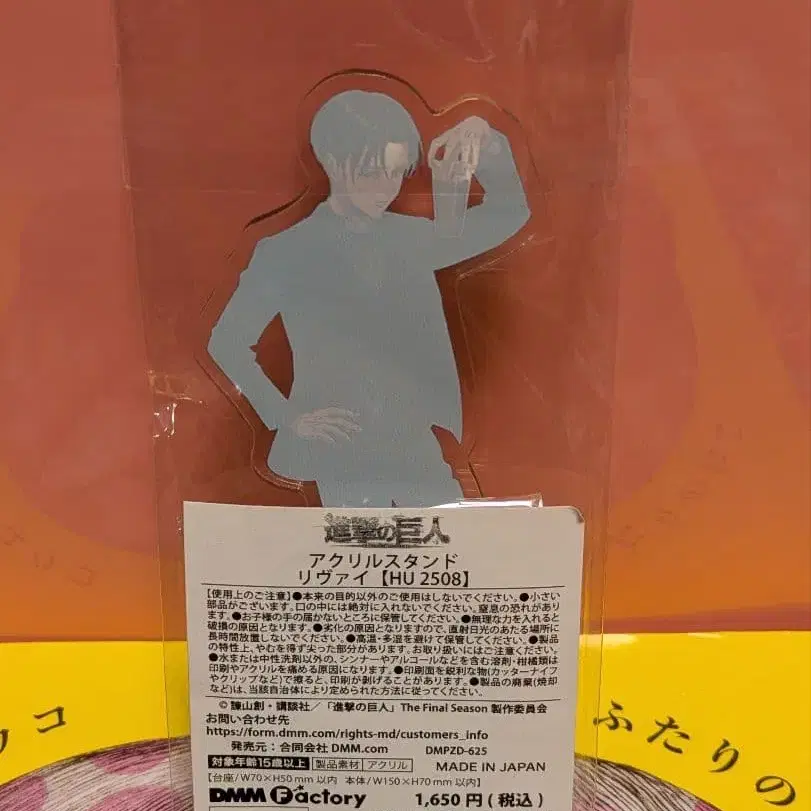 進撃の巨人
アクリルスタンド
リヴァイ【HU 2508】
【使用上のご注意】●本来の目的以外のご使用はしないでください。●小さい
部品がございます。口の中には絶対に入れないでください。窒息の恐れがあり
ます。●お子様の手の届かないところに保管してください。●無理な力を入れると
破損の原因となります。●劣化の原因となりますので、直射日光のあたる場所に
長時間放置しないでください。●高温・多湿を避けて保管してください。●製品
の特性上、やむを得ず尖った部分があります。お取り扱いにはご注意ください。
●水または中性洗剤以外の、シンナーやアルコールなどを含む溶剤・柑橘類は
印刷やアクリルを痛める原因になります。●印刷面を鋭利な物(カッターナイフ
やクリップなど)で擦ると、印刷が剥げることがあります。●製品の廃棄(焼却
など)は、当該自治体により定められた方法に従ってください。
© 諫山創・講談社/「進撃の巨人」The Final Season 製作委員会
お問い合わせ先
https://form.dmm.com/rights-md/customers_info
発売元:合同会社DMM.com DMPZD-625
対象年齢15歳以上 製品素材 アクリル MADE IN JAPAN
【台座/W70×H50mm以内 本体/W150×H70mm以内】
DMM Factory 1,650円(税込)
コ
ふたりの